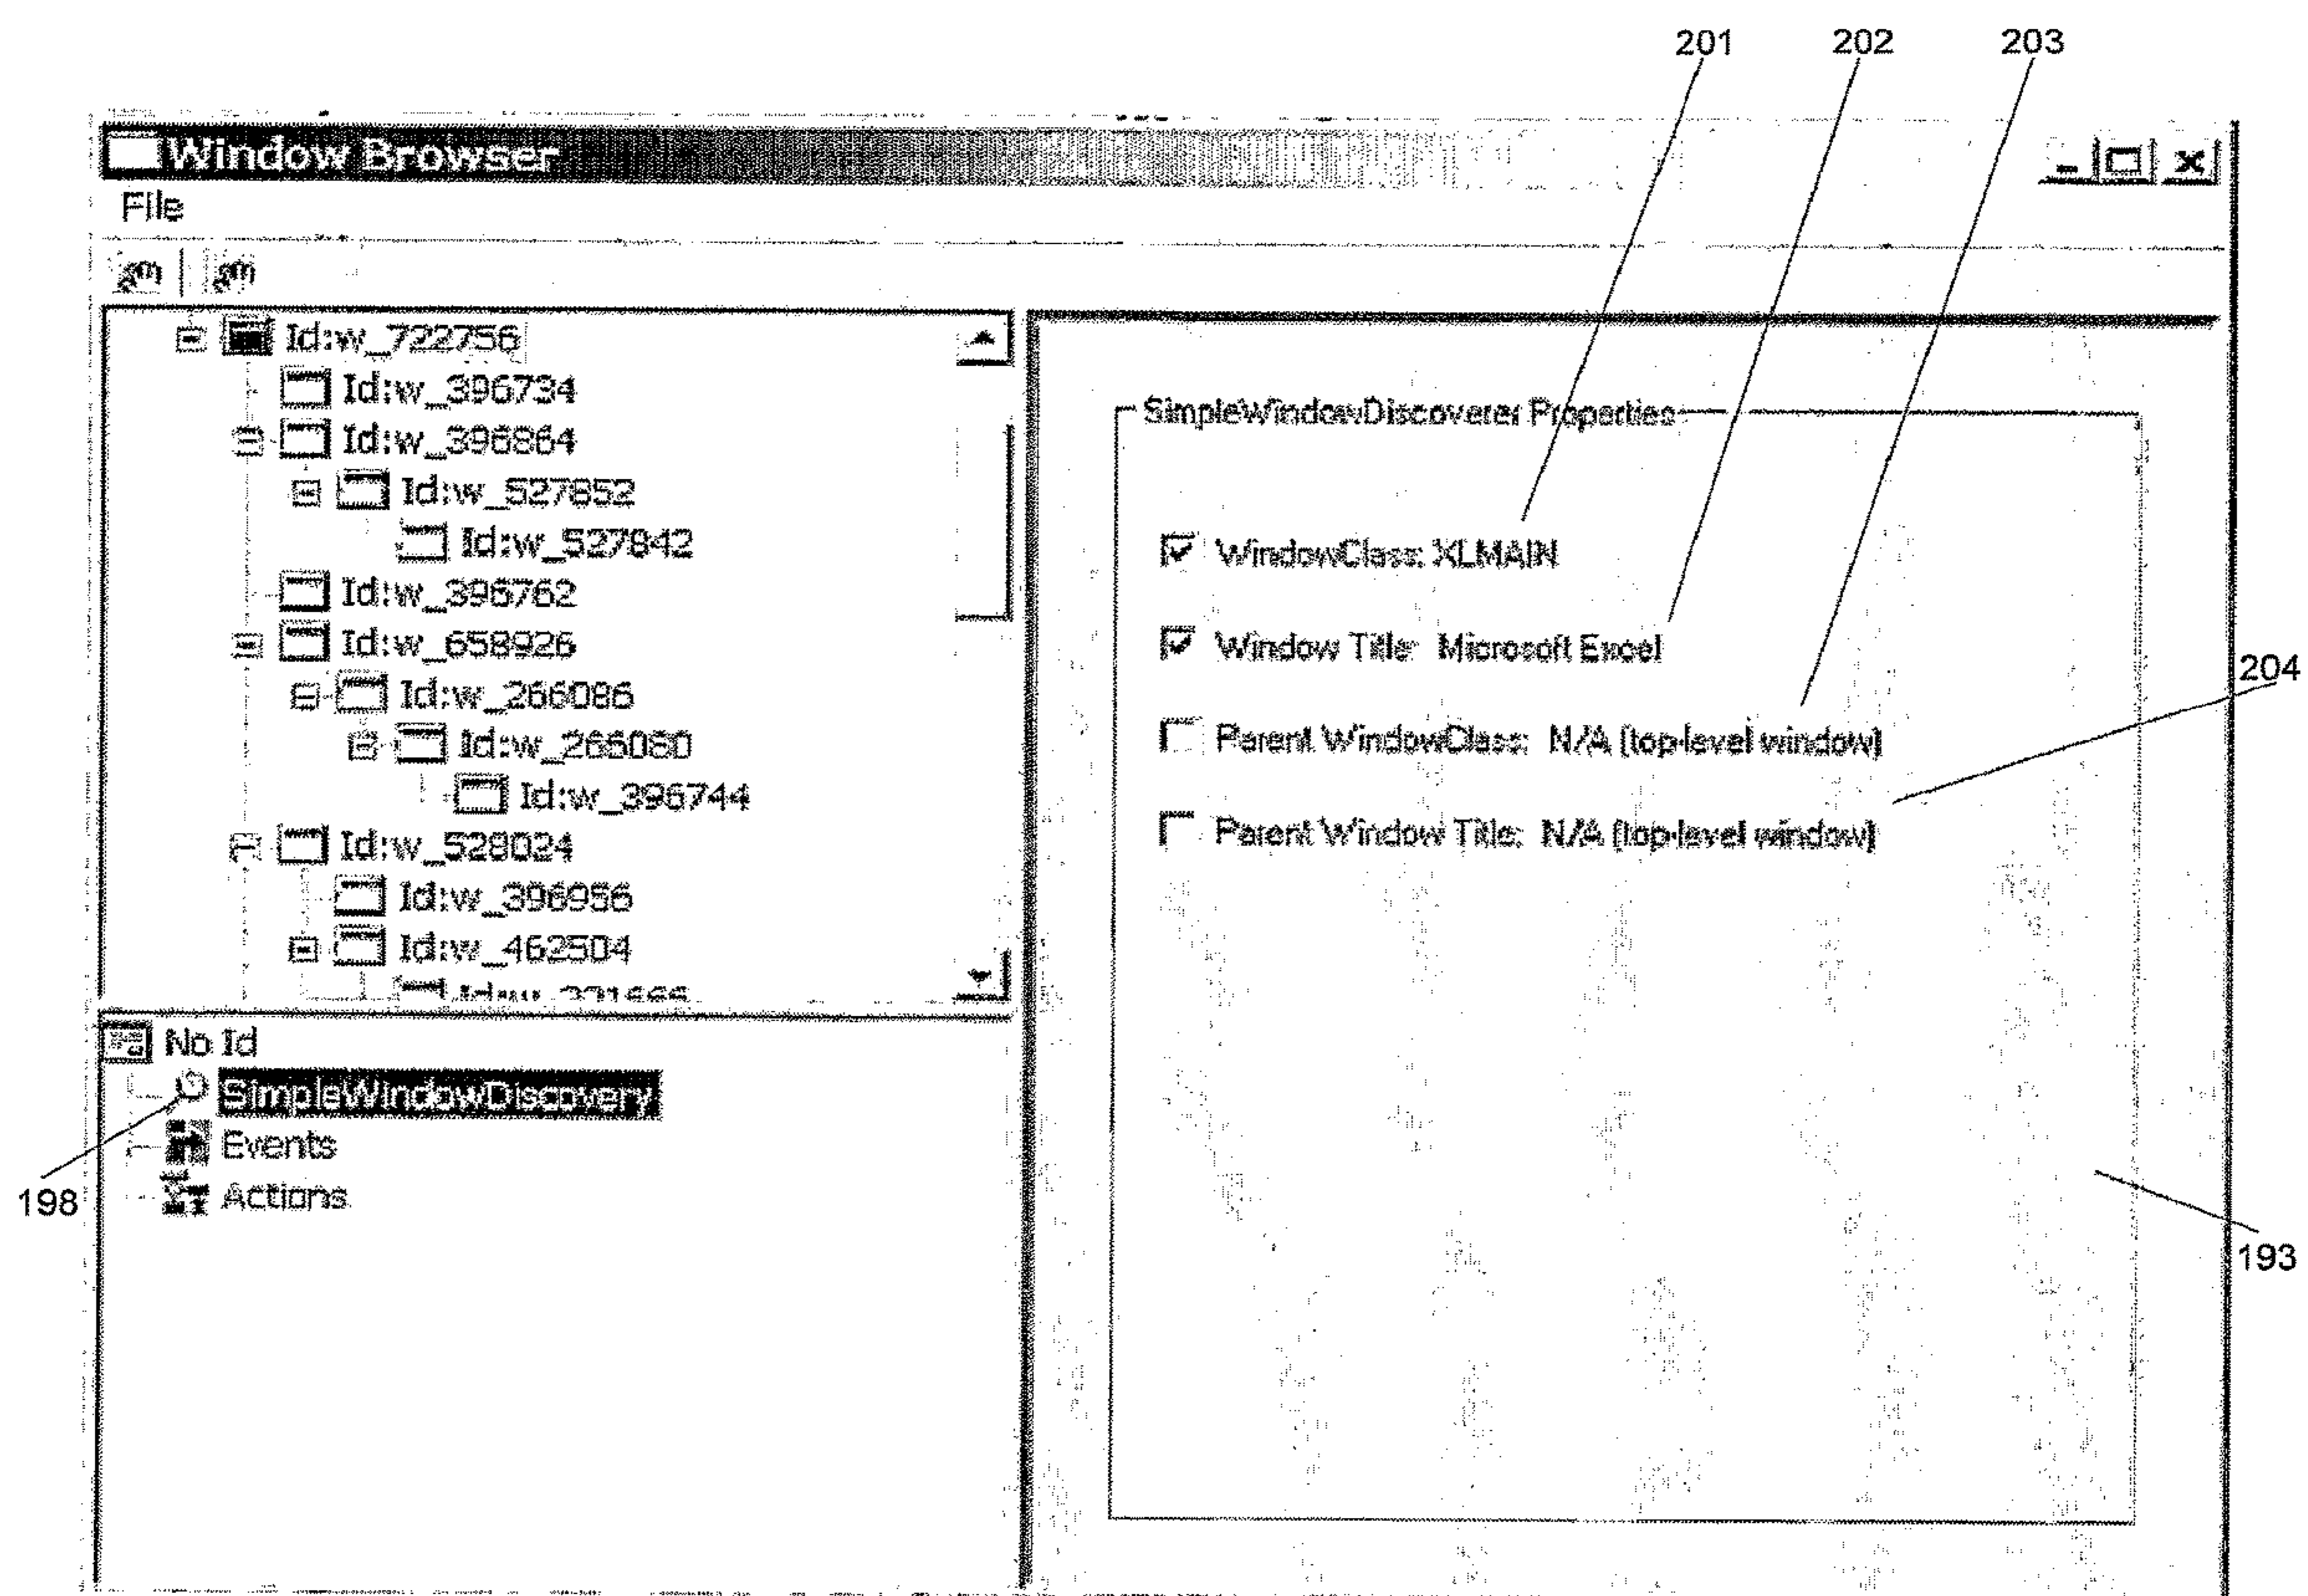 201 202 203
Window Browser
File
Id:w_722756
Id:w_396734
Id:w_396864
Id:w_527852
Id:w_527842
Id:w_396762
Id:w_658926
Id:w_266086
Id:w_265080
Id:w_396744
Id:w_528024
Id:w_396956
Id:w_462504
SimpleWindowDiscoverer Properties
WindowClass: XLMAIN
Window Title: Microsoft Excel
Parent WindowClass: N/A (top-level window)
Parent Window Title: N/A (top-level window)
204
No Id
SimpleWindowDiscovery
Events
Actions
198
193